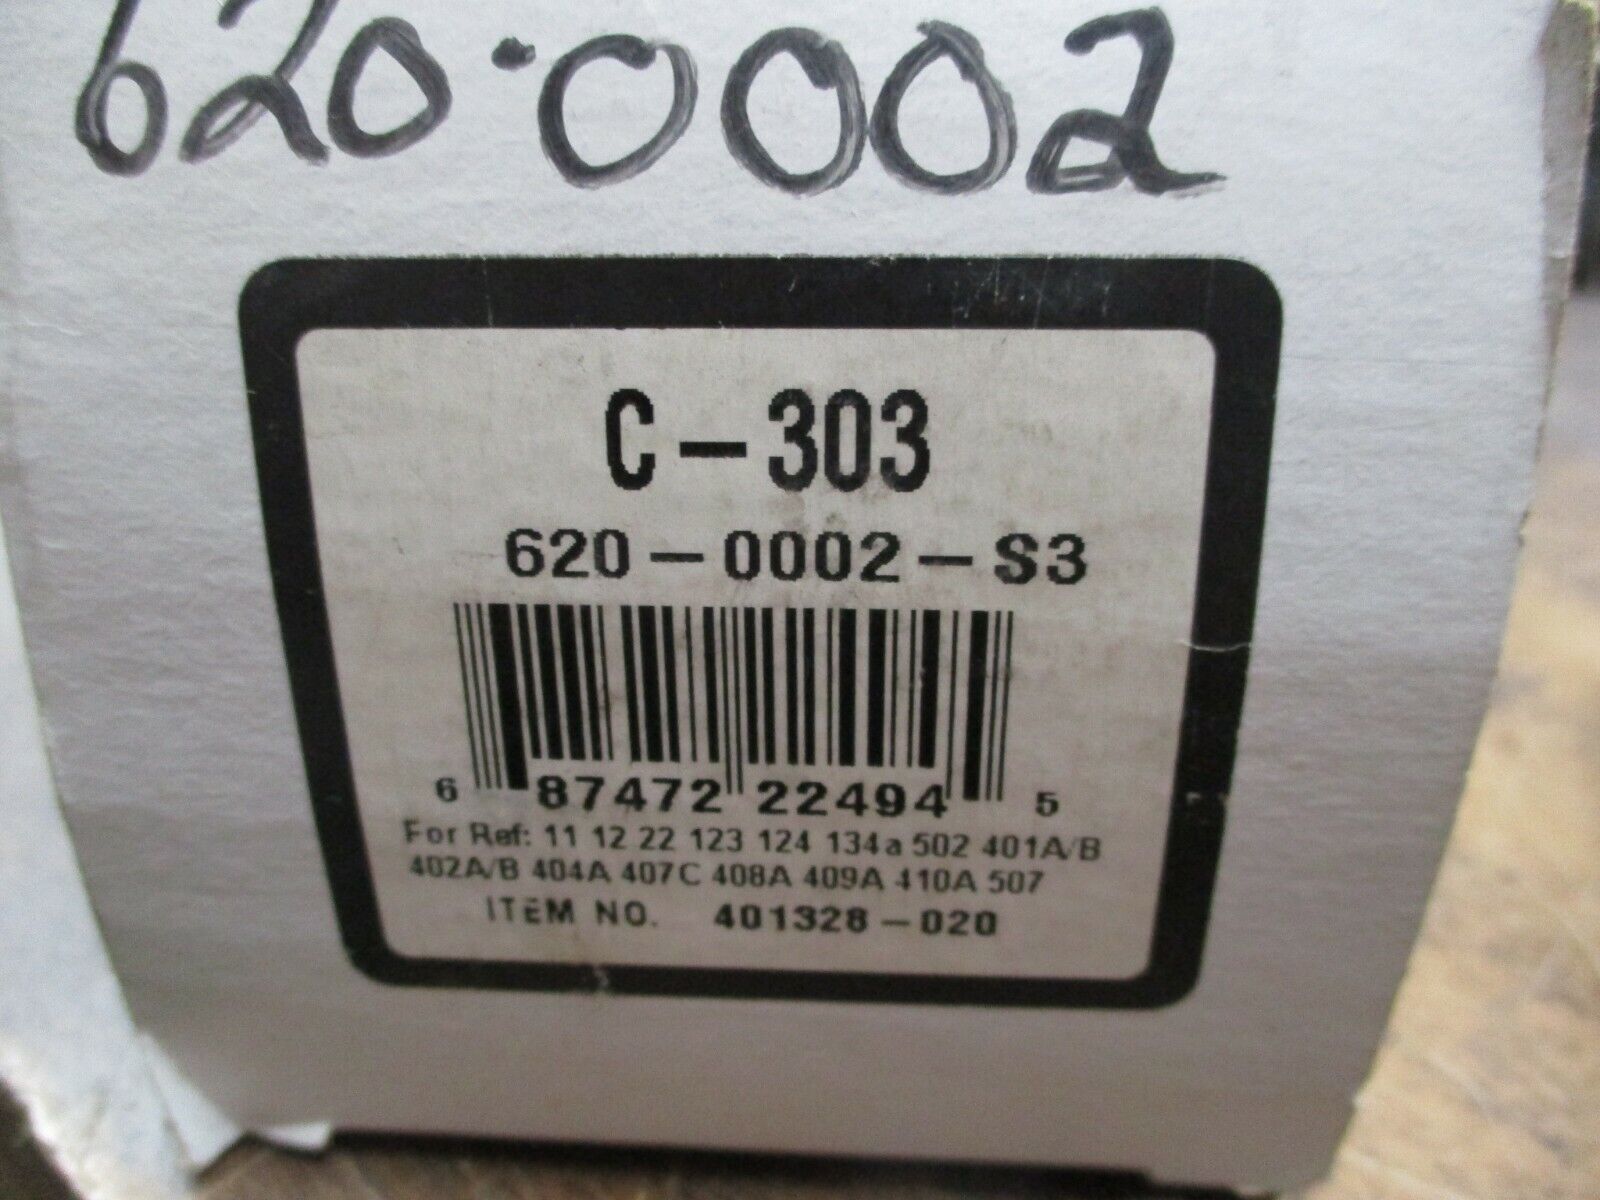 620-0002
C-303
620-0002-S3
6 87472 22494 5
For Ref: 11 12 22 123 124 134a 502 401A/B
402A/B 404A 407C 408A 409A 410A 507
ITEM NO. 401328-020